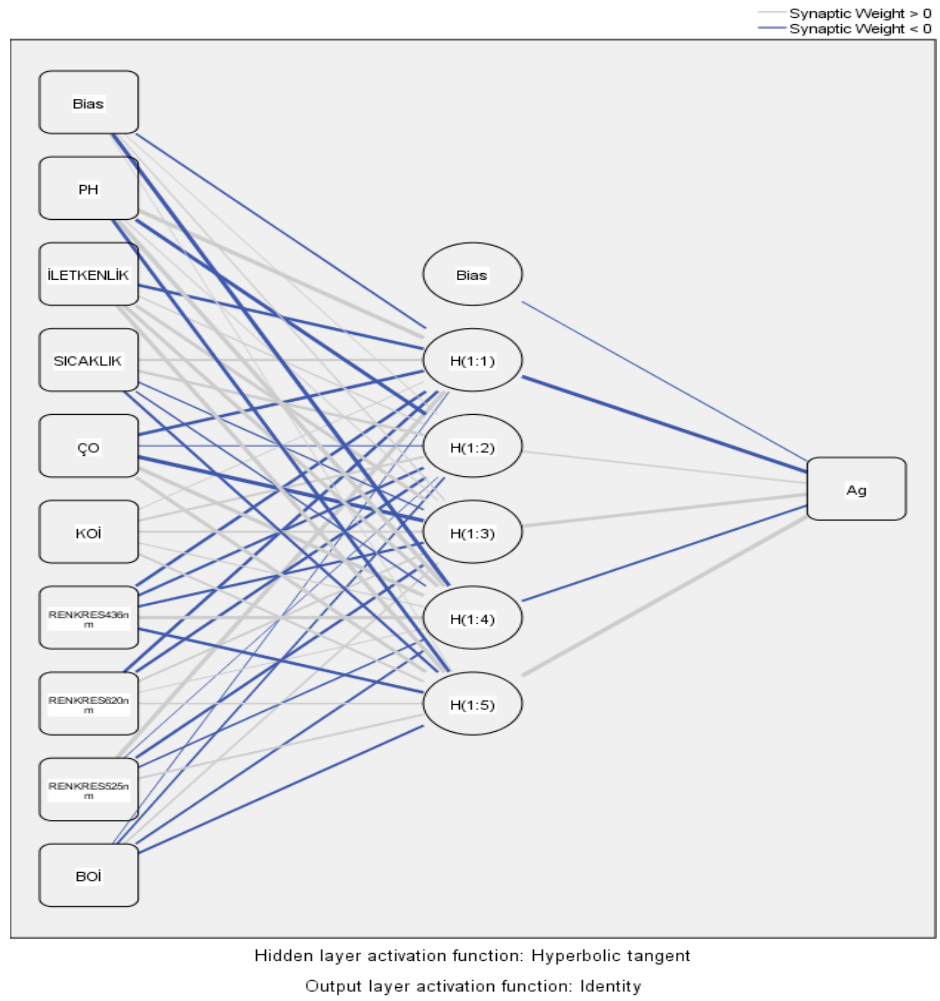 Synaptic Weight > 0
Synaptic Weight < 0
Bias
PH
İLETKENLİK
SICAKLIK
ÇO
KOİ
RENKRES436n
m
RENKRES620n
m
RENKRES525n
m
BOİ
Bias
H(1:1)
H(1:2)
H(1:3)
H(1:4)
H(1:5)
Ag
Hidden layer activation function: Hyperbolic tangent
Output layer activation function: Identity